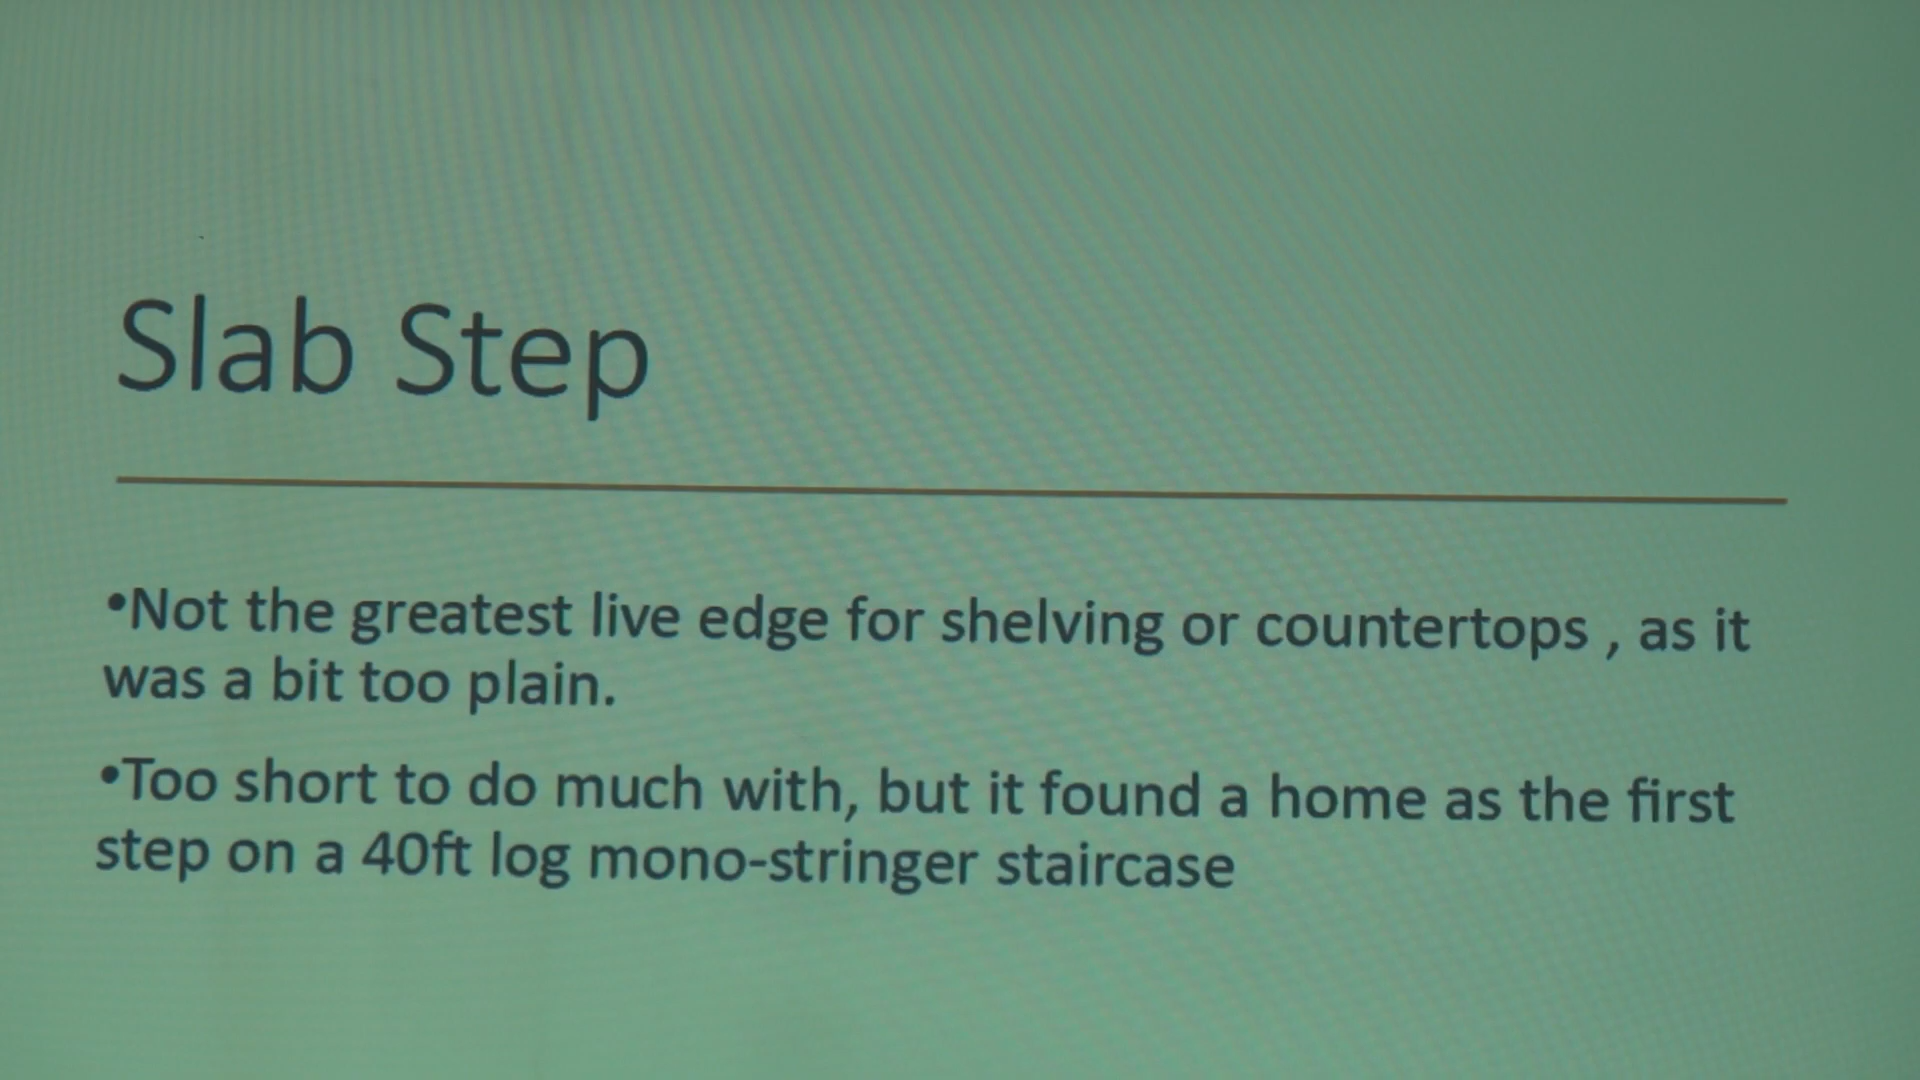 Slab Step
•Not the greatest live edge for shelving or countertops , as it
was a bit too plain.
•Too short to do much with, but it found a home as the first
step on a 40ft log mono-stringer staircase